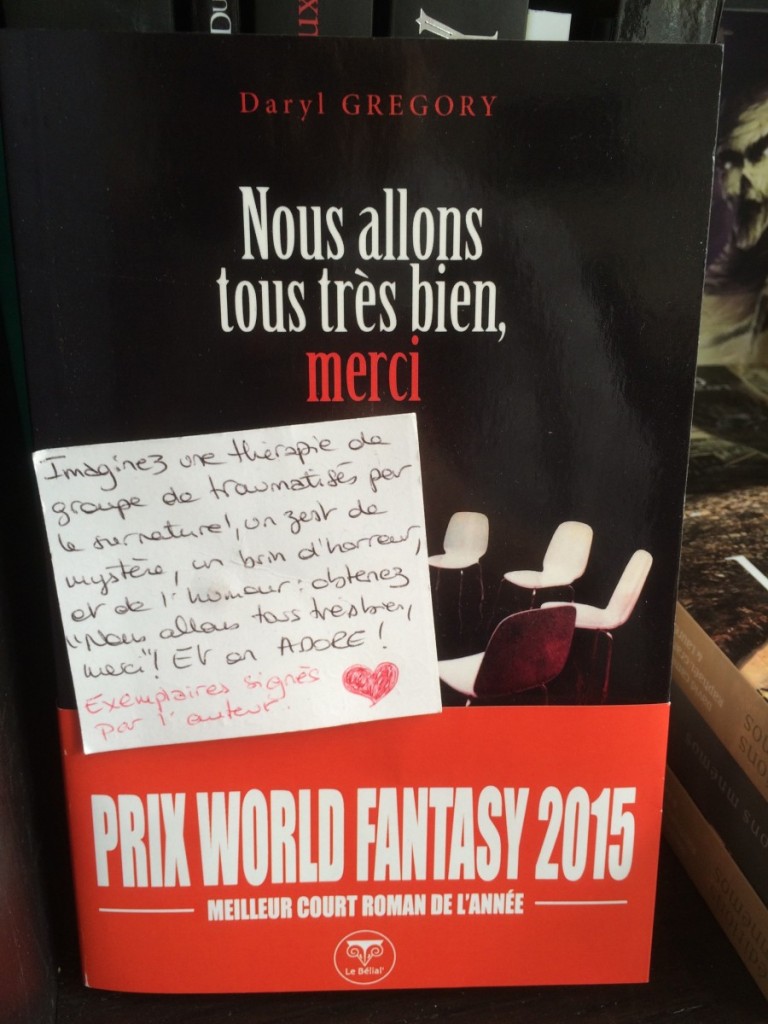 Daryl GREGORY
Nous allons
tous très bien,
merci
Imaginez une thérapie de
groupe de traumatisés par
le surnaturel, un zest de
mystère, un brin d'horreur,
et de l'humour : obtenez
"Nous allons tous très bien,
merci"! Et on ADORE !
Exemplaires signés
par l'auteur.
PRIX WORLD FANTASY 2015
MEILLEUR COURT ROMAN DE L'ANNÉE
Le Bélial'
mnémos